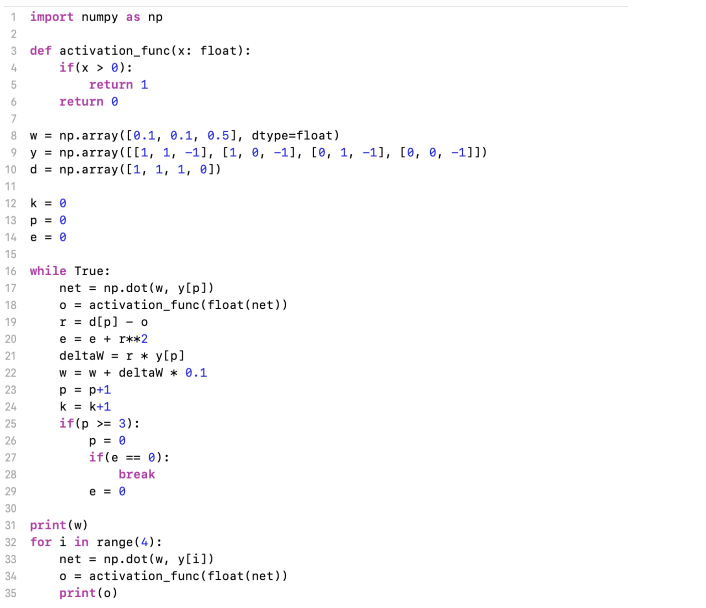 1 import numpy as np
2
3 def activation_func(x: float):
4     if(x > 0):
5         return 1
6     return 0
7
8 w = np.array([0.1, 0.1, 0.5], dtype=float)
9 y = np.array([[1, 1, -1], [1, 0, -1], [0, 1, -1], [0, 0, -1]])
10 d = np.array([1, 1, 1, 0])
11
12 k = 0
13 p = 0
14 e = 0
15
16 while True:
17     net = np.dot(w, y[p])
18     o = activation_func(float(net))
19     r = d[p] - o
20     e = e + r**2
21     deltaW = r * y[p]
22     w = w + deltaW * 0.1
23     p = p+1
24     k = k+1
25     if(p >= 3):
26         p = 0
27         if(e == 0):
28             break
29         e = 0
30
31 print(w)
32 for i in range(4):
33     net = np.dot(w, y[i])
34     o = activation_func(float(net))
35     print(o)